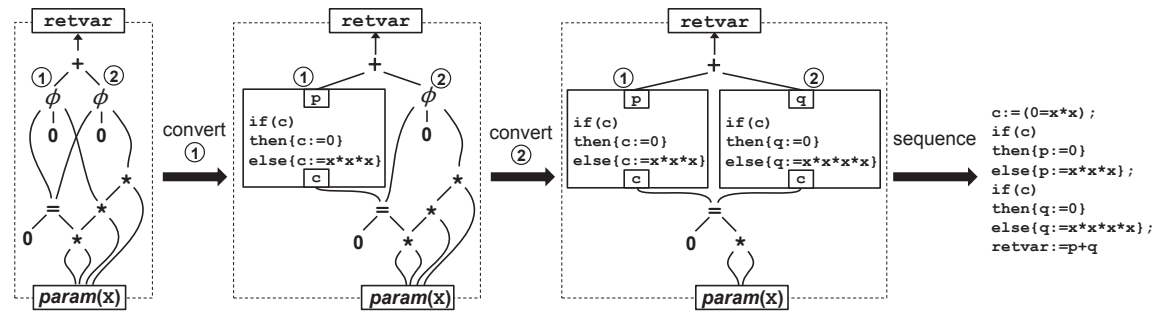 retvar
+
① ②
ϕ ϕ
0 0
*
= *
0 *
param(x)
convert
①
retvar
+
① ②
p
ϕ
0
if(c)
then{c:=0}
else{c:=x*x*x}
c
*
= *
0 *
param(x)
convert
②
retvar
+
① ②
p
if(c)
then{p:=0}
else{c:=x*x*x}
c
q
if(c)
then{q:=0}
else{q:=x*x*x*x}
c
=
0 *
param(x)
sequence
c:=(0=x*x);
if(c)
then{p:=0}
else{p:=x*x*x};
if(c)
then{q:=0}
else{q:=x*x*x*x};
retvar:=p+q